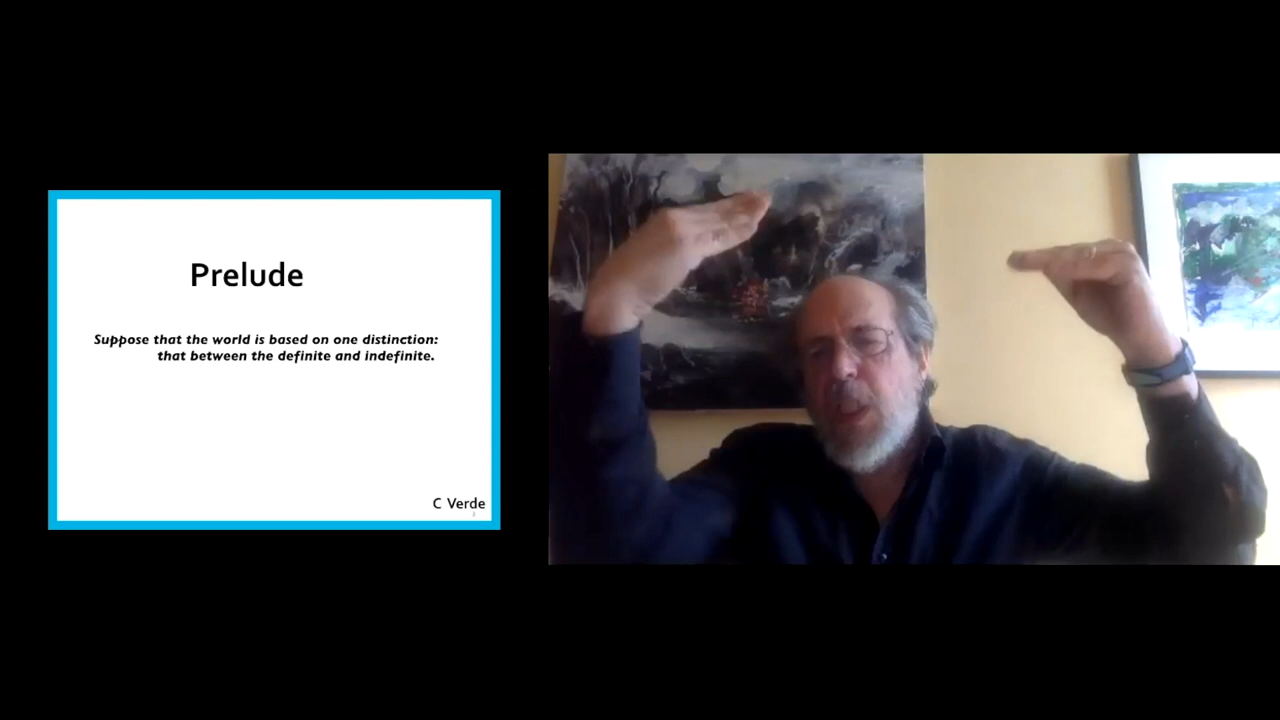 Prelude
Suppose that the world is based on one distinction:
that between the definite and indefinite.
C Verde